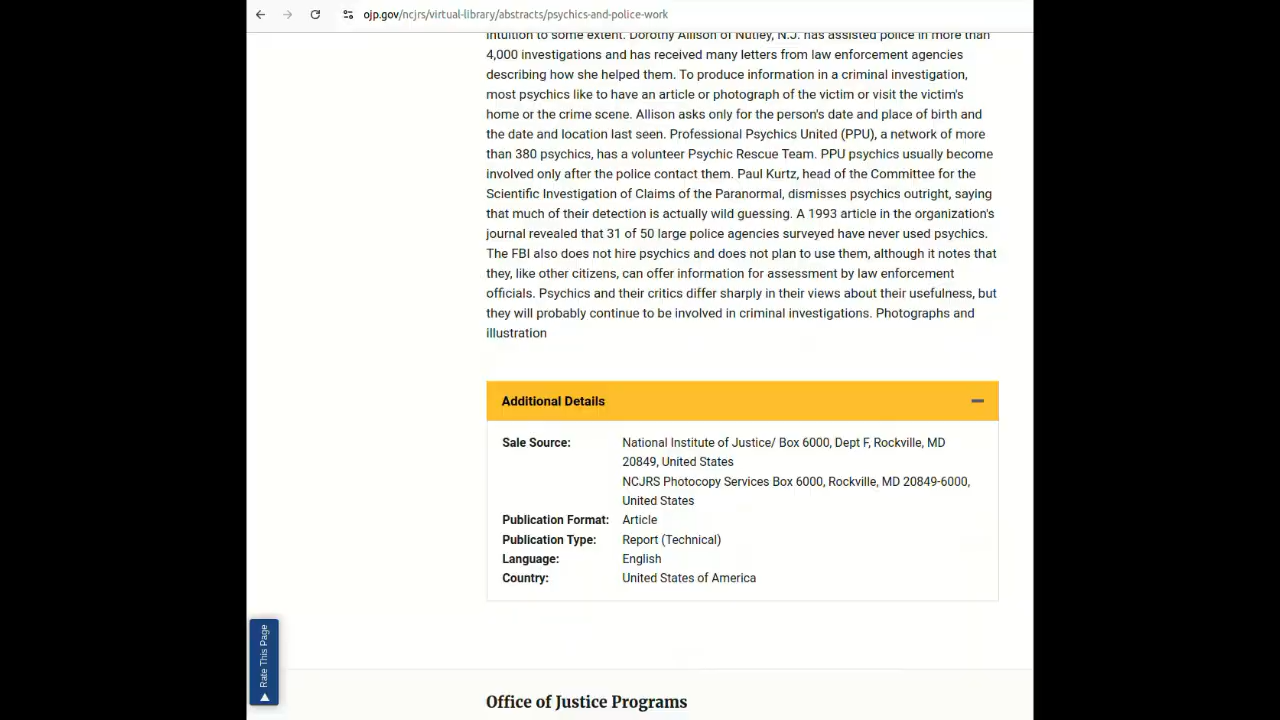 ojp.gov/ncjrs/virtual-library/abstracts/psychics-and-police-work
intuition to some extent. Dorothy Allison of Nutley, N.J. has assisted police in more than
4,000 investigations and has received many letters from law enforcement agencies
describing how she helped them. To produce information in a criminal investigation,
most psychics like to have an article or photograph of the victim or visit the victim's
home or the crime scene. Allison asks only for the person's date and place of birth and
the date and location last seen. Professional Psychics United (PPU), a network of more
than 380 psychics, has a volunteer Psychic Rescue Team. PPU psychics usually become
involved only after the police contact them. Paul Kurtz, head of the Committee for the
Scientific Investigation of Claims of the Paranormal, dismisses psychics outright, saying
that much of their detection is actually wild guessing. A 1993 article in the organization's
journal revealed that 31 of 50 large police agencies surveyed have never used psychics.
The FBI also does not hire psychics and does not plan to use them, although it notes that
they, like other citizens, can offer information for assessment by law enforcement
officials. Psychics and their critics differ sharply in their views about their usefulness, but
they will probably continue to be involved in criminal investigations. Photographs and
illustration
Additional Details
Sale Source: National Institute of Justice/ Box 6000, Dept F, Rockville, MD
20849, United States
NCJRS Photocopy Services Box 6000, Rockville, MD 20849-6000,
United States
Publication Format: Article
Publication Type: Report (Technical)
Language: English
Country: United States of America
Rate This Page
Office of Justice Programs